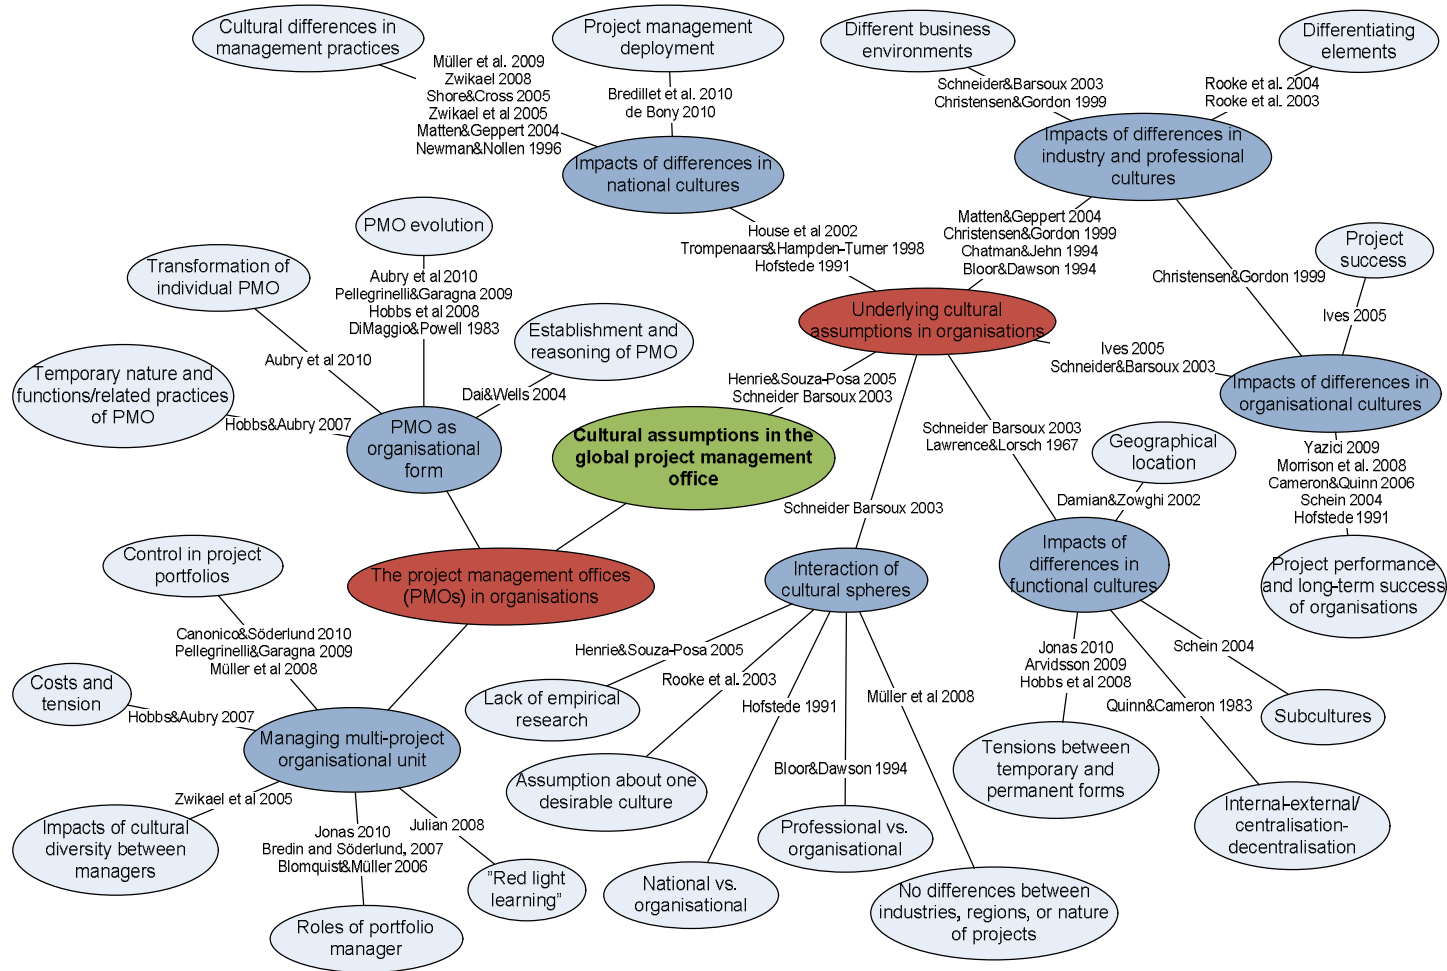 Cultural differences in
management practices
Project management
deployment
Different business
environments
Differentiating
elements
Müller et al. 2009
Zwikael 2008
Shore&Cross 2005
Zwikael et al 2005
Matten&Geppert 2004
Newman&Nollen 1996
Bredillet et al. 2010
de Bony 2010
Schneider&Barsoux 2003
Christensen&Gordon 1999
Rooke et al. 2004
Rooke et al. 2003
Impacts of differences in
national cultures
Impacts of differences in
industry and professional
cultures
PMO evolution
House et al 2002
Trompenaars&Hampden-Turner 1998
Hofstede 1991
Matten&Geppert 2004
Christensen&Gordon 1999
Chatman&Jehn 1994
Bloor&Dawson 1994
Project
success
Transformation of
individual PMO
Aubry et al 2010
Pellegrinelli&Garagna 2009
Hobbs et al 2008
DiMaggio&Powell 1983
Christensen&Gordon 1999
Ives 2005
Establishment and
reasoning of PMO
Underlying cultural
assumptions in organisations
Aubry et al 2010
Ives 2005
Schneider&Barsoux 2003
Temporary nature and
functions/related practices
of PMO
Dai&Wells 2004
Henrie&Souza-Posa 2005
Schneider Barsoux 2003
Impacts of differences in
organisational cultures
Hobbs&Aubry 2007
PMO as
organisational
form
Cultural assumptions in the
global project management
office
Schneider Barsoux 2003
Lawrence&Lorsch 1967
Geographical
location
Yazici 2009
Morrison et al. 2008
Cameron&Quinn 2006
Schein 2004
Hofstede 1991
Schneider Barsoux 2003
Damian&Zowghi 2002
Control in project
portfolios
The project management offices
(PMOs) in organisations
Interaction of
cultural spheres
Impacts of
differences in
functional cultures
Project performance
and long-term success
of organisations
Canonico&Söderlund 2010
Pellegrinelli&Garagna 2009
Müller et al 2008
Henrie&Souza-Posa 2005
Rooke et al. 2003
Hofstede 1991
Müller et al 2008
Jonas 2010
Arvidsson 2009
Hobbs et al 2008
Schein 2004
Quinn&Cameron 1983
Costs and
tension
Hobbs&Aubry 2007
Lack of empirical
research
Subcultures
Managing multi-project
organisational unit
Assumption about one
desirable culture
Bloor&Dawson 1994
Tensions between
temporary and
permanent forms
Zwikael et al 2005
Impacts of cultural
diversity between
managers
Jonas 2010
Bredin and Söderlund, 2007
Blomquist&Müller 2006
Julian 2008
Professional vs.
organisational
Internal-external/
centralisation-
decentralisation
"Red light
learning"
National vs.
organisational
No differences between
industries, regions, or nature
of projects
Roles of portfolio
manager